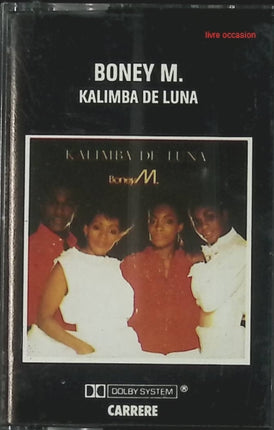 livre occasion
BONEY M.
KALIMBA DE LUNA
KALIMBA DE LUNA
Boney M.
DOLBY SYSTEM ®
CARRERE